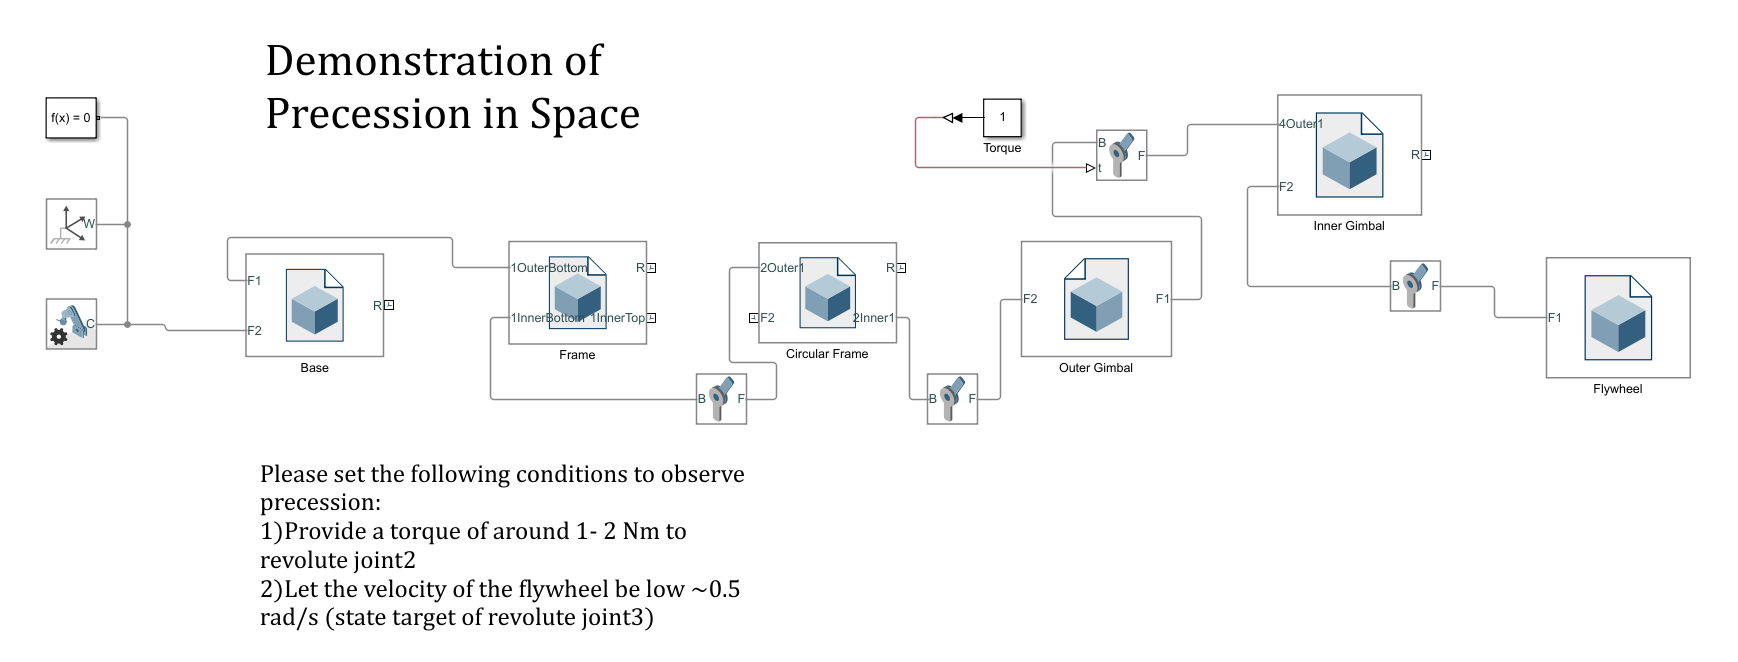 Demonstration of
Precession in Space
f(x) = 0
1
Torque
B
F
t
4Outer1
R
F2
Inner Gimbal
W
C
F1
F2
R
Base
1OuterBottom
R
1InnerBottom
1InnerTop
Frame
2Outer1
R
F2
2Inner1
Circular Frame
F2
F1
Outer Gimbal
B
F
B
F
B
F
F1
Flywheel
Please set the following conditions to observe
precession:
1)Provide a torque of around 1- 2 Nm to
revolute joint2
2)Let the velocity of the flywheel be low ~0.5
rad/s (state target of revolute joint3)